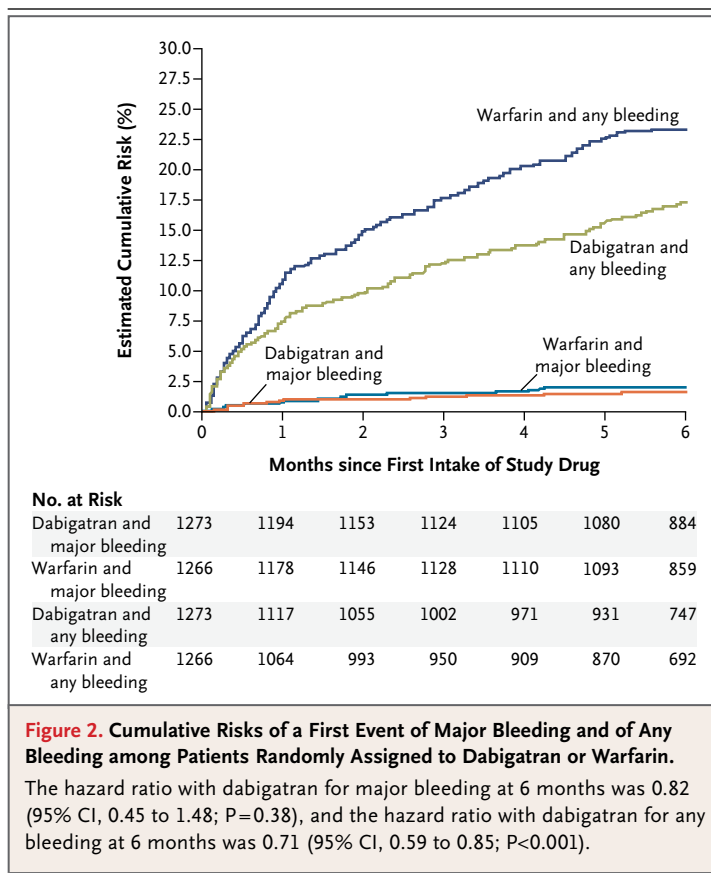 30.0
27.5
25.0
22.5
20.0
17.5
15.0
12.5
10.0
7.5
5.0
2.5
0.0
Estimated Cumulative Risk (%)
Warfarin and any bleeding
Dabigatran and
any bleeding
Dabigatran and
major bleeding
Warfarin and
major bleeding
0 1 2 3 4 5 6
Months since First Intake of Study Drug
No. at Risk
Dabigatran and 1273 1194 1153 1124 1105 1080 884
major bleeding
Warfarin and 1266 1178 1146 1128 1110 1093 859
major bleeding
Dabigatran and 1273 1117 1055 1002 971 931 747
any bleeding
Warfarin and 1266 1064 993 950 909 870 692
any bleeding
Figure 2. Cumulative Risks of a First Event of Major Bleeding and of Any
Bleeding among Patients Randomly Assigned to Dabigatran or Warfarin.
The hazard ratio with dabigatran for major bleeding at 6 months was 0.82
(95% CI, 0.45 to 1.48; P=0.38), and the hazard ratio with dabigatran for any
bleeding at 6 months was 0.71 (95% CI, 0.59 to 0.85; P<0.001).